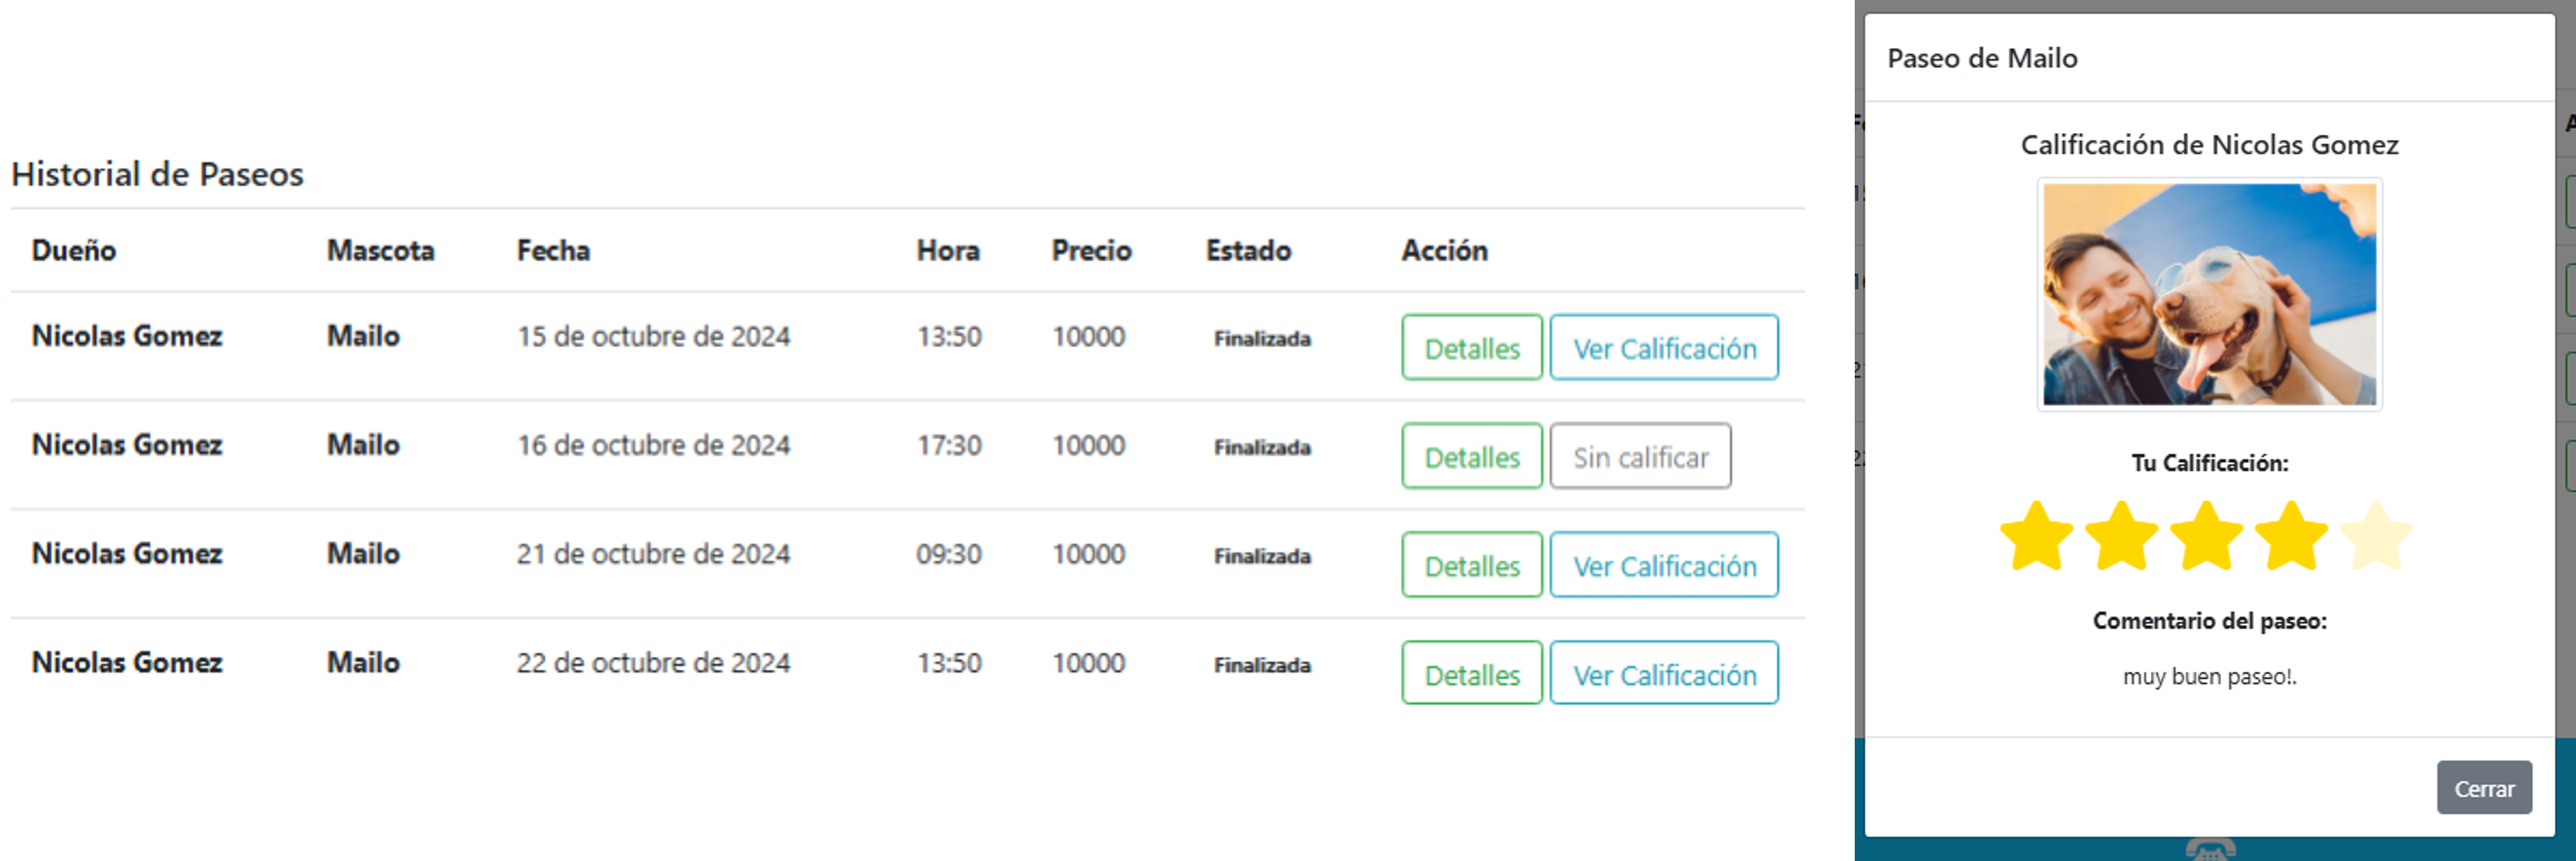 Historial de Paseos
Dueño Mascota Fecha Hora Precio Estado Acción
Nicolas Gomez Mailo 15 de octubre de 2024 13:50 10000 Finalizada Detalles Ver Calificación
Nicolas Gomez Mailo 16 de octubre de 2024 17:30 10000 Finalizada Detalles Sin calificar
Nicolas Gomez Mailo 21 de octubre de 2024 09:30 10000 Finalizada Detalles Ver Calificación
Nicolas Gomez Mailo 22 de octubre de 2024 13:50 10000 Finalizada Detalles Ver Calificación
Paseo de Mailo
Calificación de Nicolas Gomez
Tu Calificación:
Comentario del paseo:
muy buen paseo!.
Cerrar